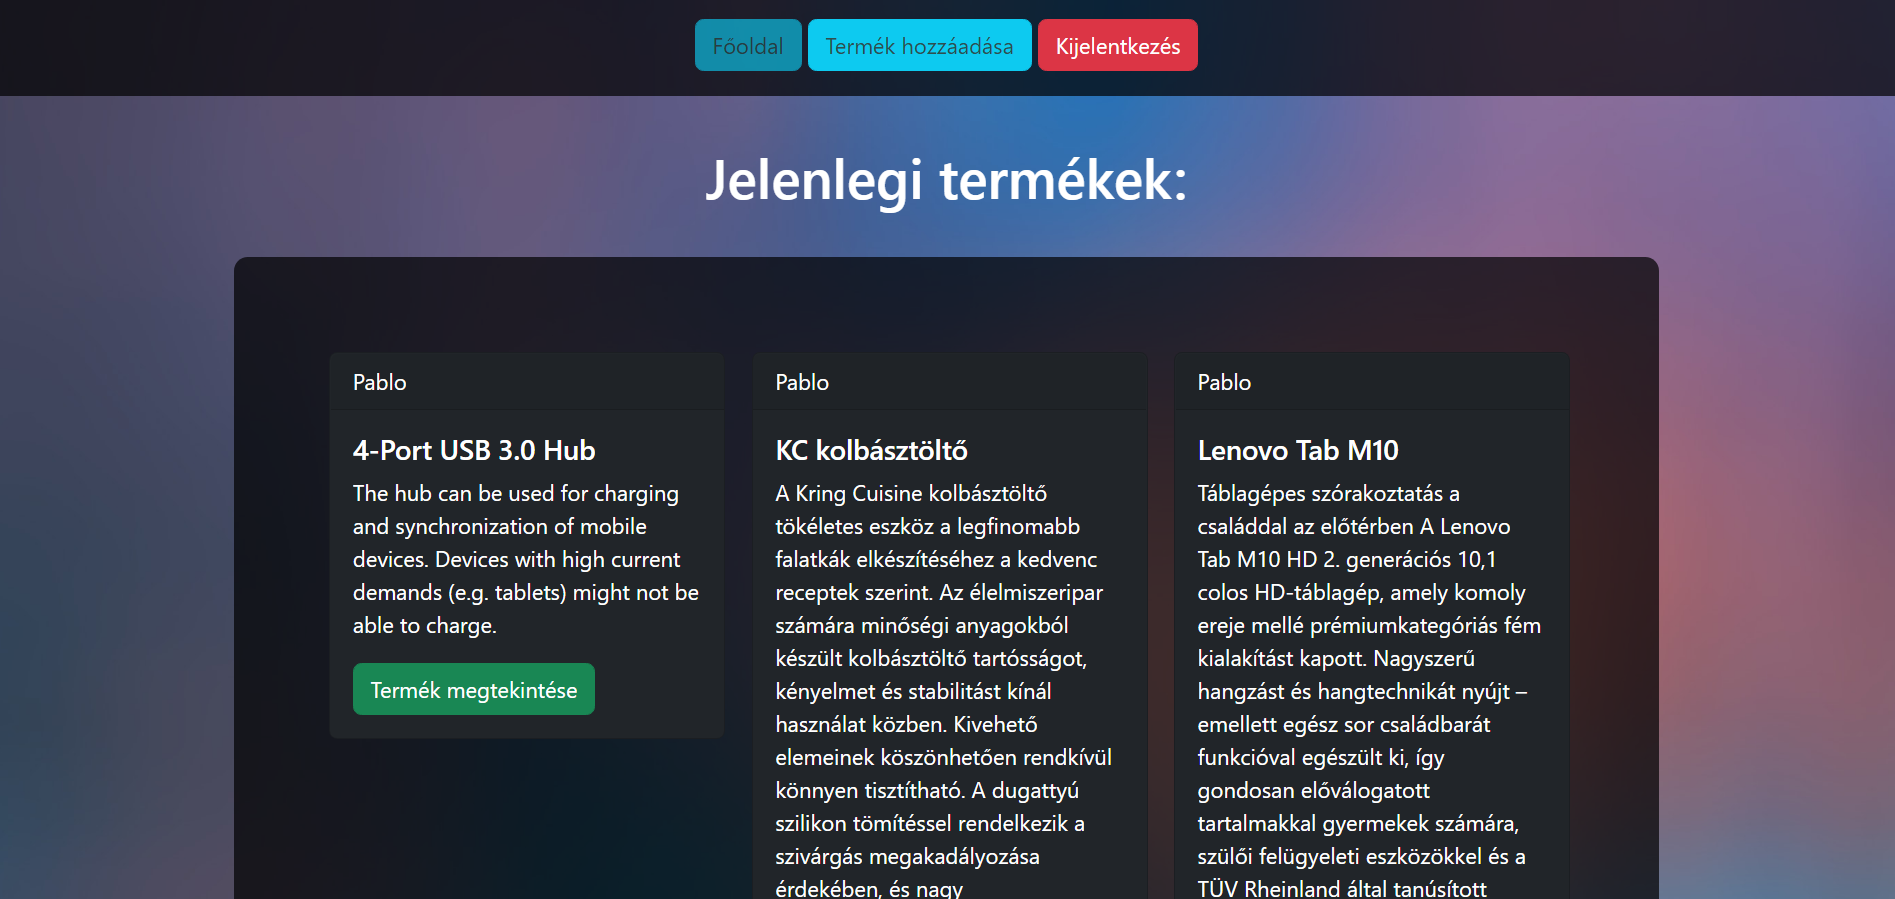 Főoldal
Termék hozzáadása
Kijelentkezés
Jelenlegi termékek:
Pablo
4-Port USB 3.0 Hub
The hub can be used for charging
and synchronization of mobile
devices. Devices with high current
demands (e.g. tablets) might not be
able to charge.
Termék megtekintése
Pablo
KC kolbásztöltő
A Kring Cuisine kolbásztöltő
tökéletes eszköz a legfinomabb
falatkák elkészítéséhez a kedvenc
receptek szerint. Az élelmiszeripar
számára minőségi anyagokból
készült kolbásztöltő tartósságot,
kényelmet és stabilitást kínál
használat közben. Kivehető
elemeinek köszönhetően rendkívül
könnyen tisztítható. A dugattyú
szilikon tömítéssel rendelkezik a
szivárgás megakadályozása
érdekében, és nagy
Pablo
Lenovo Tab M10
Táblagépes szórakoztatás a
családdal az előtérben A Lenovo
Tab M10 HD 2. generációs 10,1
colos HD-táblagép, amely komoly
ereje mellé prémiumkategóriás fém
kialakítást kapott. Nagyszerű
hangzást és hangtechnikát nyújt –
emellett egész sor családbarát
funkcióval egészült ki, így
gondosan előválogatott
tartalmakkal gyermekek számára,
szülői felügyeleti eszközökkel és a
TÜV Rheinland által tanúsított